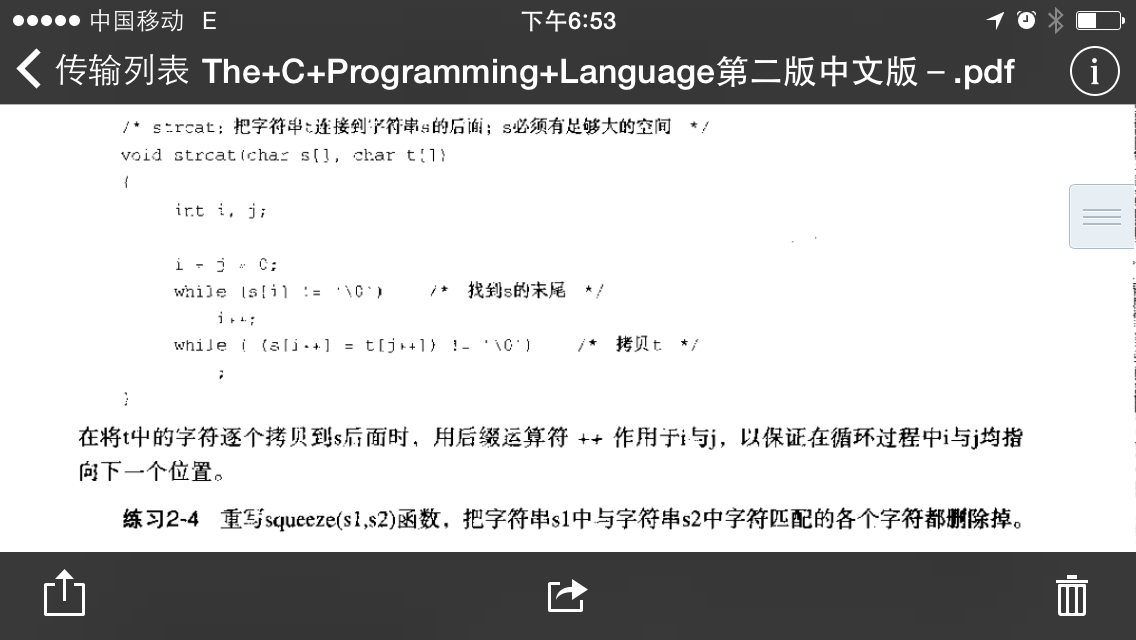 中国移动 E 下午6:53
传输列表 The+C+Programming+Language第二版中文版 – .pdf
/* strcat: 把字符串t连接到字符串s的后面; s必须有足够大的空间 */
void strcat(char s[], char t[])
{
int i, j;
i = j = 0;
while (s[i] != '\0') /* 找到s的末尾 */
i++;
while ( (s[i++] = t[j++]) != '\0') /* 拷贝t */
;
}
在将t中的字符逐个拷贝到s后面时，用后缀运算符 ++ 作用于i与j，以保证在循环过程中i与j均指
向下一个位置。
练习2-4 重写squeeze(s1,s2)函数，把字符串s1中与字符串s2中字符匹配的各个字符都删除掉。